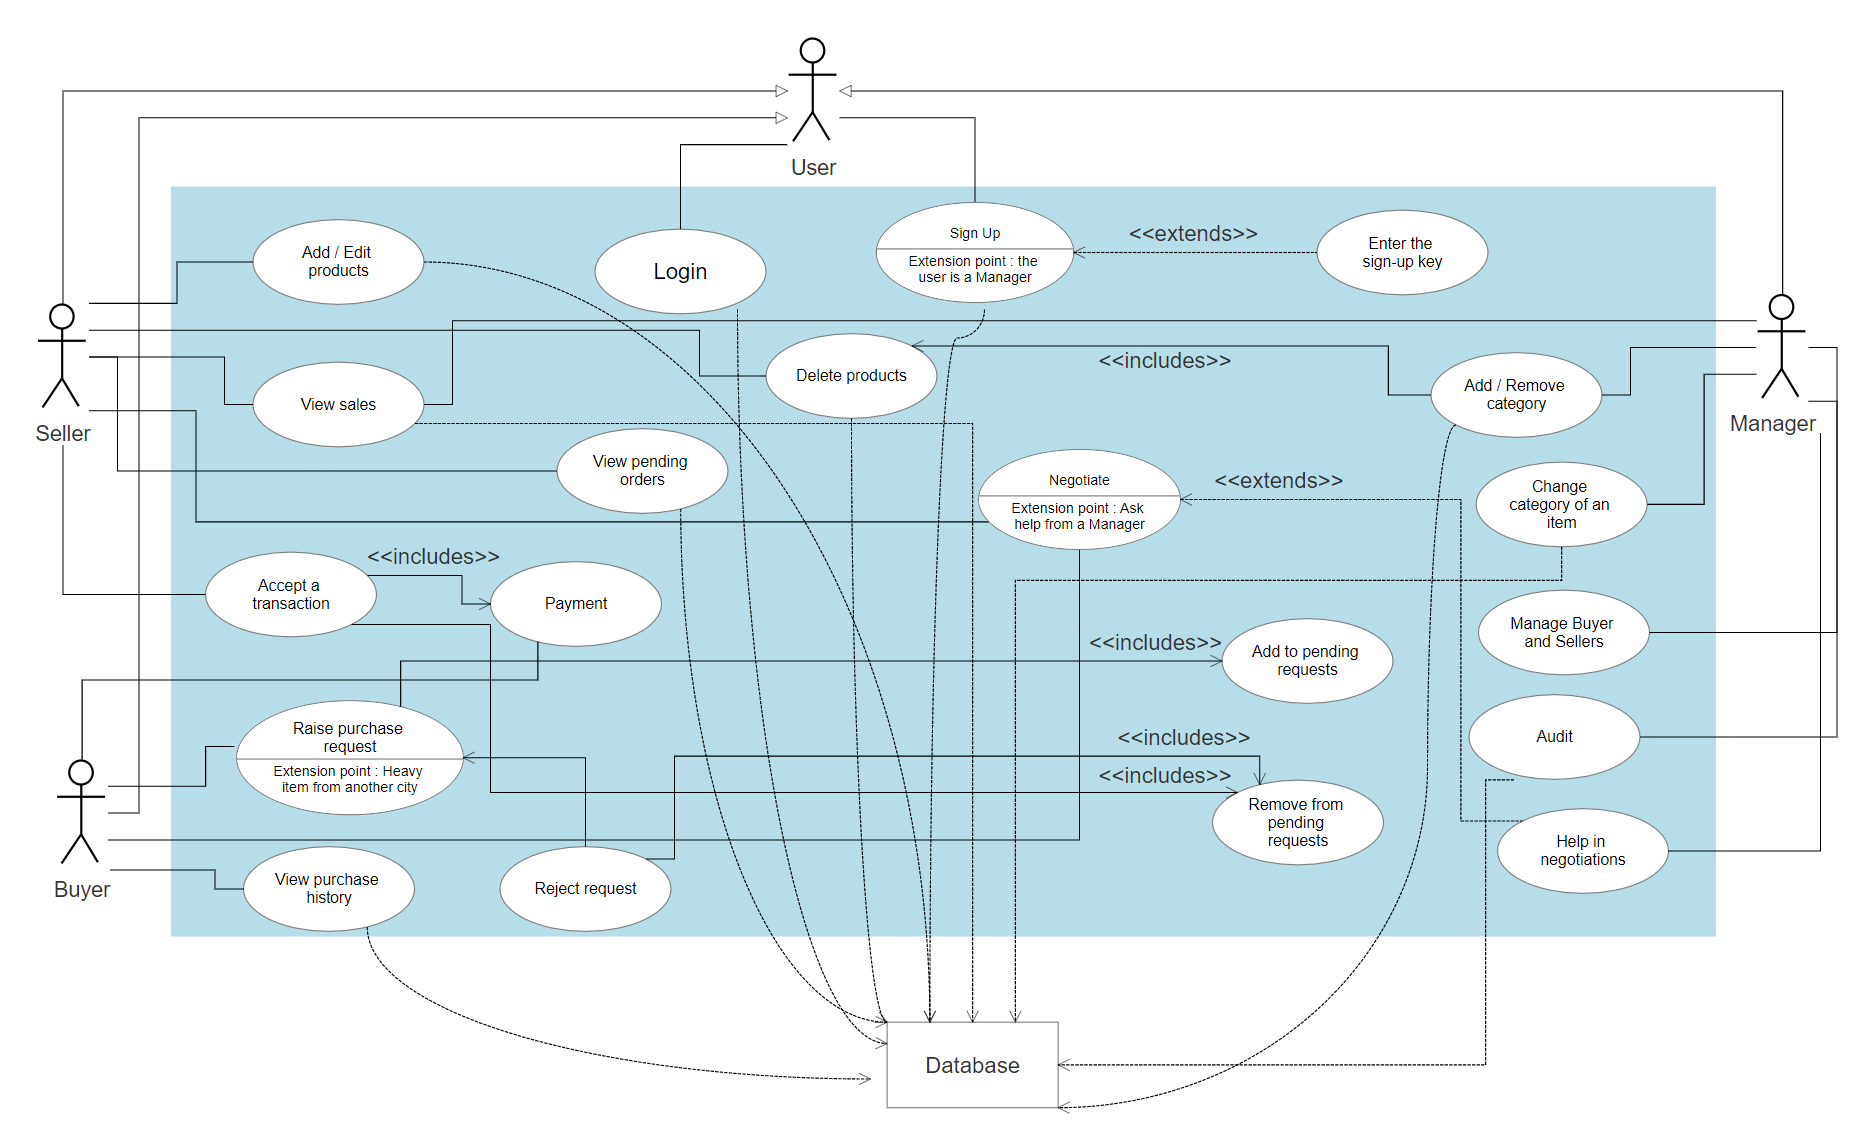 User
Add / Edit
products
Login
Sign Up
Extension point : the
user is a Manager
<<extends>>
Enter the
sign-up key
Seller
View sales
Delete products
<<includes>>
Add / Remove
category
Manager
View pending
orders
Negotiate
Extension point : Ask
help from a Manager
<<extends>>
Change
category of an
item
Accept a
transaction
<<includes>>
Payment
<<includes>>
Add to pending
requests
Manage Buyer
and Sellers
Raise purchase
request
Extension point : Heavy
item from another city
<<includes>>
<<includes>>
Remove from
pending
requests
Audit
Help in
negotiations
Buyer
View purchase
history
Reject request
Database